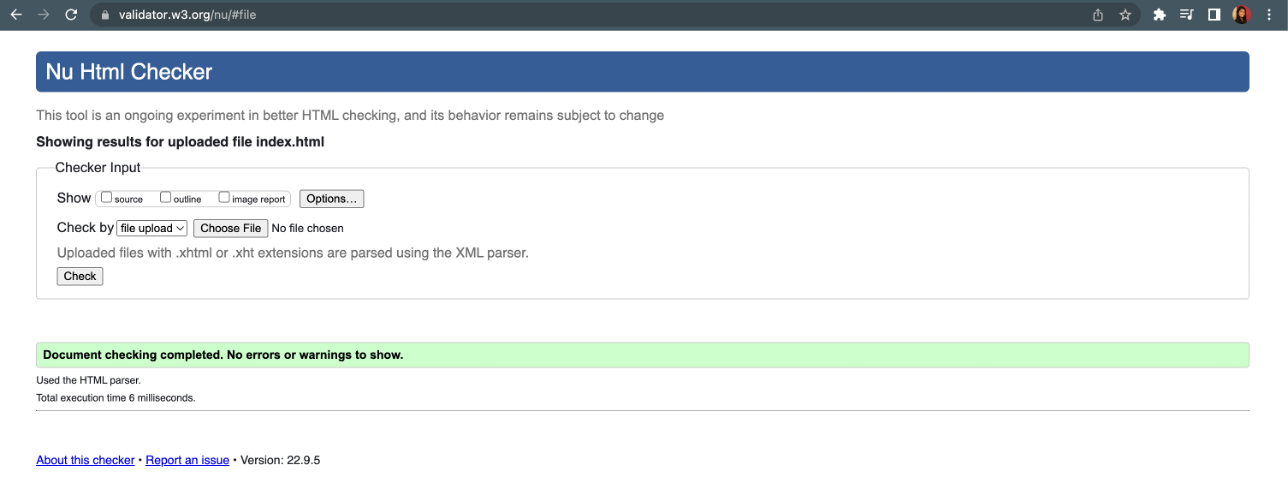 validator.w3.org/nu/#file
Nu Html Checker
This tool is an ongoing experiment in better HTML checking, and its behavior remains subject to change
Showing results for uploaded file index.html
Checker Input
Show source outline image report Options...
Check by file upload Choose File No file chosen
Uploaded files with .xhtml or .xht extensions are parsed using the XML parser.
Check
Document checking completed. No errors or warnings to show.
Used the HTML parser.
Total execution time 6 milliseconds.
About this checker • Report an issue • Version: 22.9.5